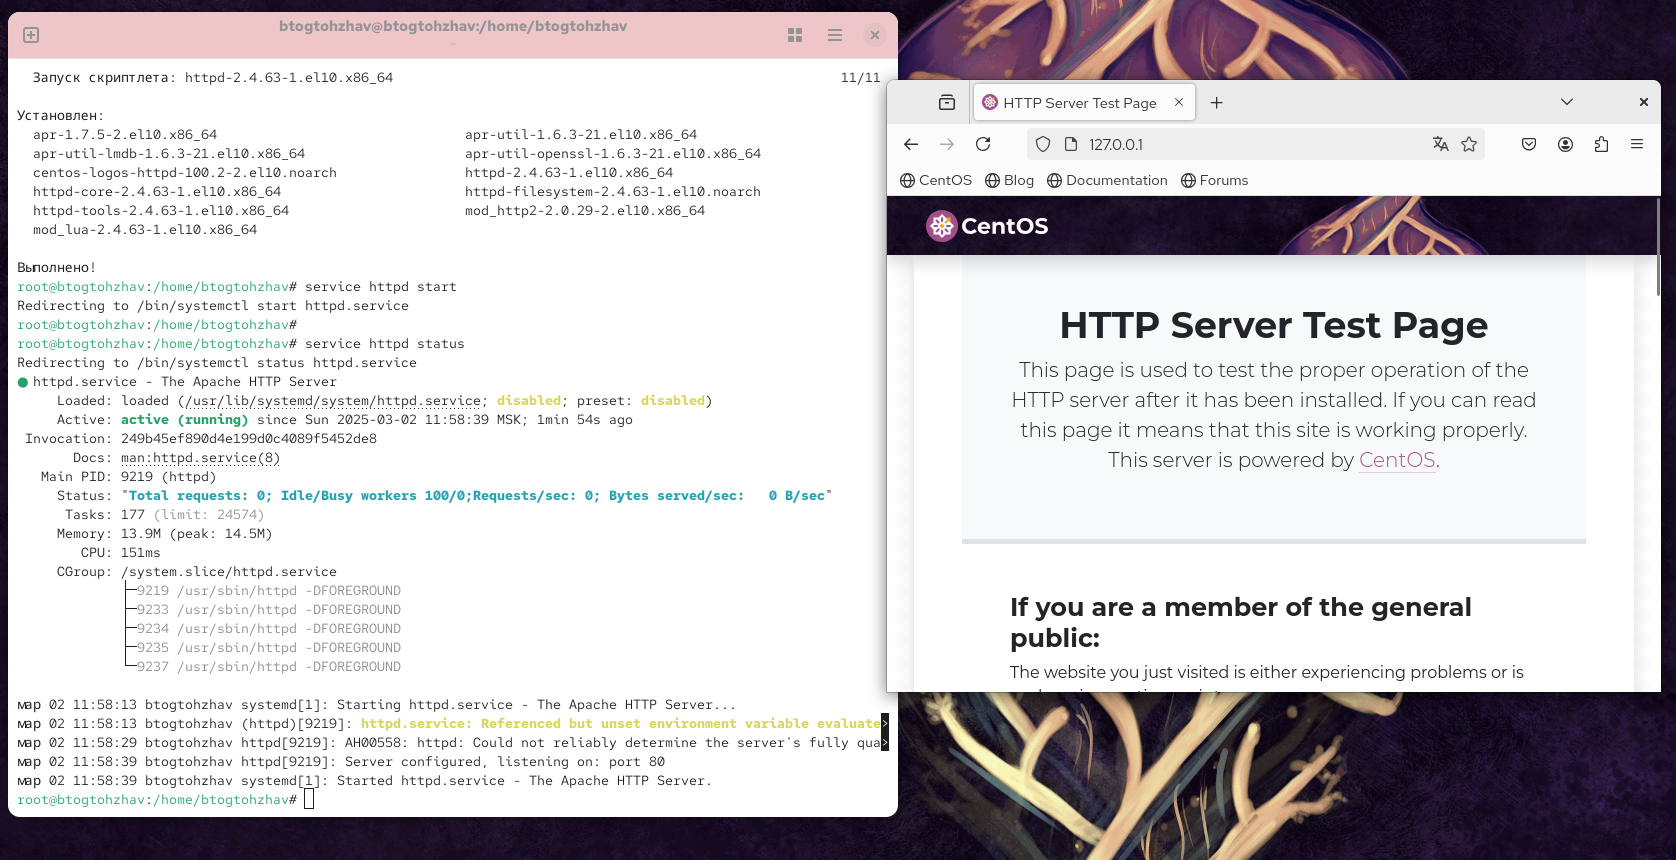 btogtohzhav@btogtohzhav:/home/btogtohzhav
Запуск скриптлета: httpd-2.4.63-1.el10.x86_64 11/11
Установлен:
apr-1.7.5-2.el10.x86_64 apr-util-1.6.3-21.el10.x86_64
apr-util-lmdb-1.6.3-21.el10.x86_64 apr-util-openssl-1.6.3-21.el10.x86_64
centos-logos-httpd-100.2-2.el10.noarch httpd-2.4.63-1.el10.x86_64
httpd-core-2.4.63-1.el10.x86_64 httpd-filesystem-2.4.63-1.el10.noarch
httpd-tools-2.4.63-1.el10.x86_64 mod_http2-2.0.29-2.el10.x86_64
mod_lua-2.4.63-1.el10.x86_64
Выполнено!
root@btogtohzhav:/home/btogtohzhav# service httpd start
Redirecting to /bin/systemctl start httpd.service
root@btogtohzhav:/home/btogtohzhav#
root@btogtohzhav:/home/btogtohzhav# service httpd status
Redirecting to /bin/systemctl status httpd.service
● httpd.service - The Apache HTTP Server
Loaded: loaded (/usr/lib/systemd/system/httpd.service; disabled; preset: disabled)
Active: active (running) since Sun 2025-03-02 11:58:39 MSK; 1min 54s ago
Invocation: 249b45ef890d4e199d0c4089f5452de8
Docs: man:httpd.service(8)
Main PID: 9219 (httpd)
Status: "Total requests: 0; Idle/Busy workers 100/0;Requests/sec: 0; Bytes served/sec:   0 B/sec"
Tasks: 177 (limit: 24574)
Memory: 13.9M (peak: 14.5M)
CPU: 151ms
CGroup: /system.slice/httpd.service
├─9219 /usr/sbin/httpd -DFOREGROUND
├─9233 /usr/sbin/httpd -DFOREGROUND
├─9234 /usr/sbin/httpd -DFOREGROUND
├─9235 /usr/sbin/httpd -DFOREGROUND
└─9237 /usr/sbin/httpd -DFOREGROUND
мар 02 11:58:13 btogtohzhav systemd[1]: Starting httpd.service - The Apache HTTP Server...
мар 02 11:58:13 btogtohzhav (httpd)[9219]: httpd.service: Referenced but unset environment variable evaluate>
мар 02 11:58:29 btogtohzhav httpd[9219]: AH00558: httpd: Could not reliably determine the server's fully qua>
мар 02 11:58:39 btogtohzhav httpd[9219]: Server configured, listening on: port 80
мар 02 11:58:39 btogtohzhav systemd[1]: Started httpd.service - The Apache HTTP Server.
root@btogtohzhav:/home/btogtohzhav#
HTTP Server Test Page
127.0.0.1
CentOS Blog Documentation Forums
CentOS
HTTP Server Test Page
This page is used to test the proper operation of the
HTTP server after it has been installed. If you can read
this page it means that this site is working properly.
This server is powered by CentOS.
If you are a member of the general
public:
The website you just visited is either experiencing problems or is